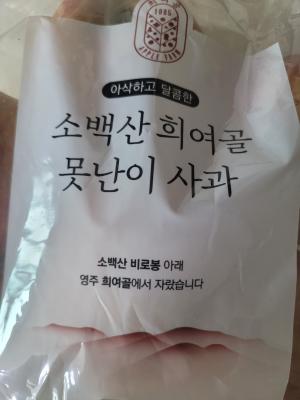 APPLE FARM
아삭하고 달콤한
소백산 희여골
못난이 사과
소백산 비로봉 아래
영주 희여골에서 자랐습니다